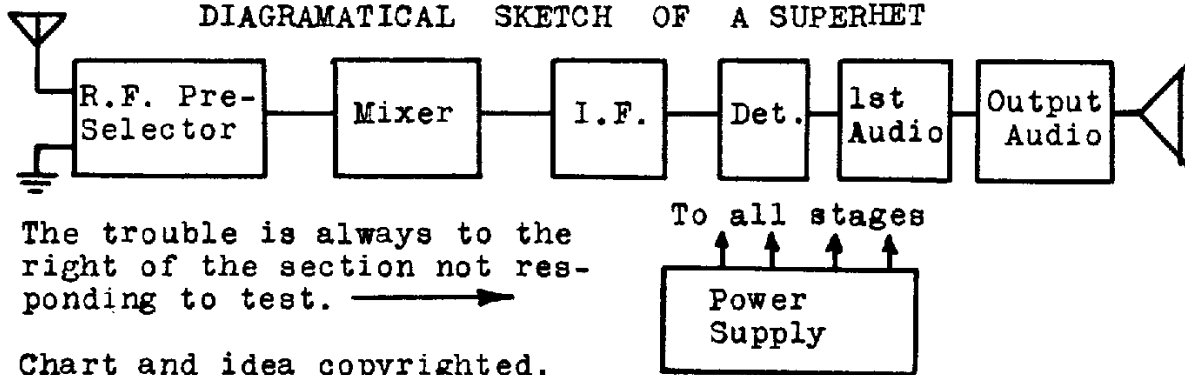 DIAGRAMATICAL SKETCH OF A SUPERHET
R.F. Pre-
Selector
Mixer
I.F.
Det.
1st
Audio
Output
Audio
To all stages
The trouble is always to the
right of the section not res-
ponding to test.
Power
Supply
Chart and idea copyrighted.